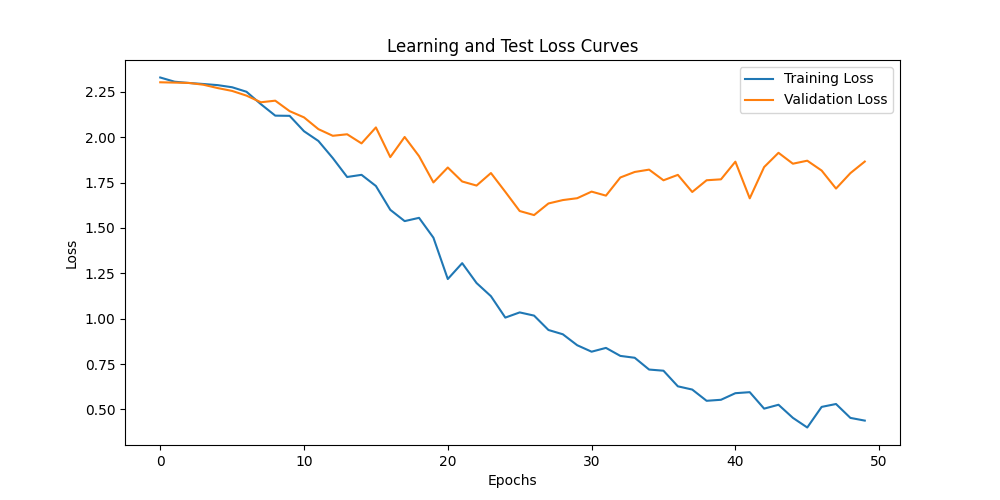 Learning and Test Loss Curves
Training Loss
Validation Loss
2.25
2.00
1.75
1.50
1.25
1.00
0.75
0.50
Loss
0 10 20 30 40 50
Epochs